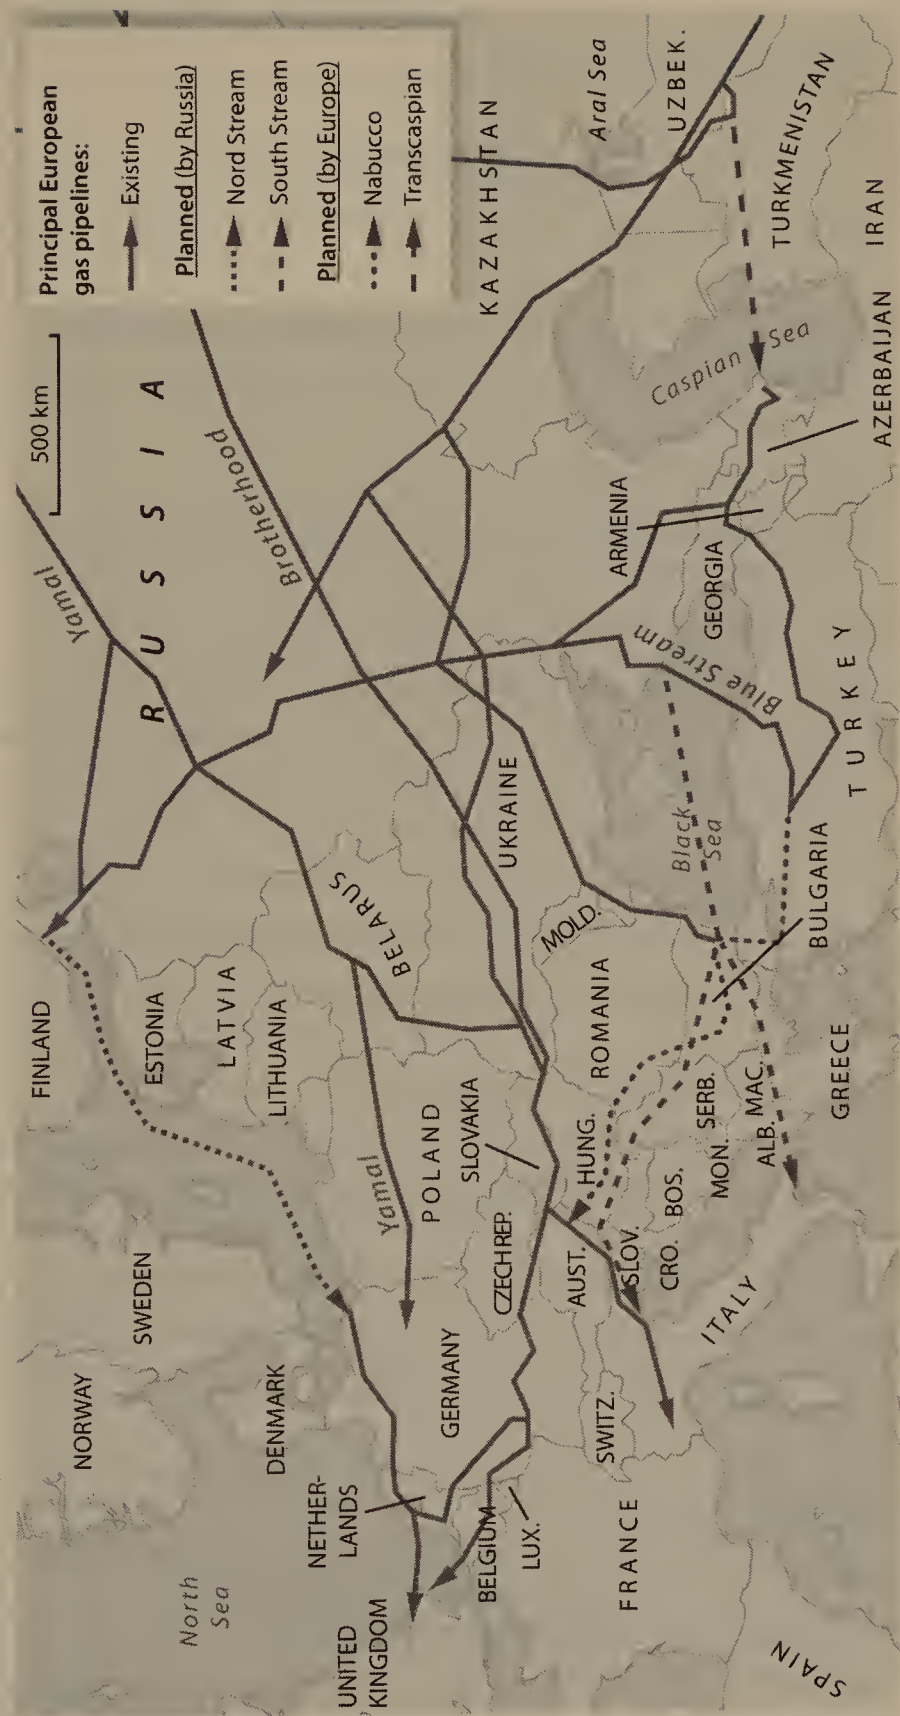 Principal European
gas pipelines:
Existing
Planned (by Russia)
Nord Stream
South Stream
Planned (by Europe)
Nabucco
Transcaspian
500 km
RUSSIA
Yamal
Brotherhood
KAZAKHSTAN
Aral Sea
UZBEK.
TURKMENISTAN
IRAN
Caspian Sea
AZERBAIJAN
ARMENIA
GEORGIA
Blue Stream
TURKEY
Black
Sea
UKRAINE
BELARUS
MOLD.
BULGARIA
ROMANIA
FINLAND
ESTONIA
LATVIA
LITHUANIA
POLAND
SLOVAKIA
HUNG.
SERB.
MAC.
GREECE
ALB.
MON.
BOS.
Yamal
CZECH REP.
AUST.
SLOV.
CRO.
ITALY
SWEDEN
NORWAY
DENMARK
GERMANY
SWITZ.
NETHER-
LANDS
BELGIUM
LUX.
FRANCE
North
Sea
UNITED
KINGDOM
SPAIN